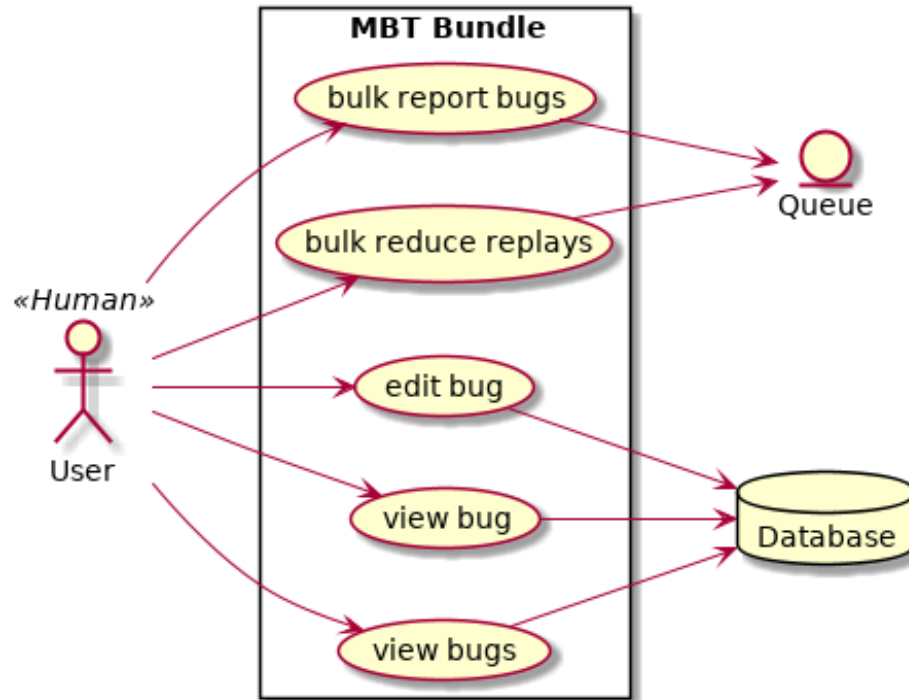 MBT Bundle
bulk report bugs
Queue
bulk reduce replays
«Human»
edit bug
User
view bug
Database
view bugs